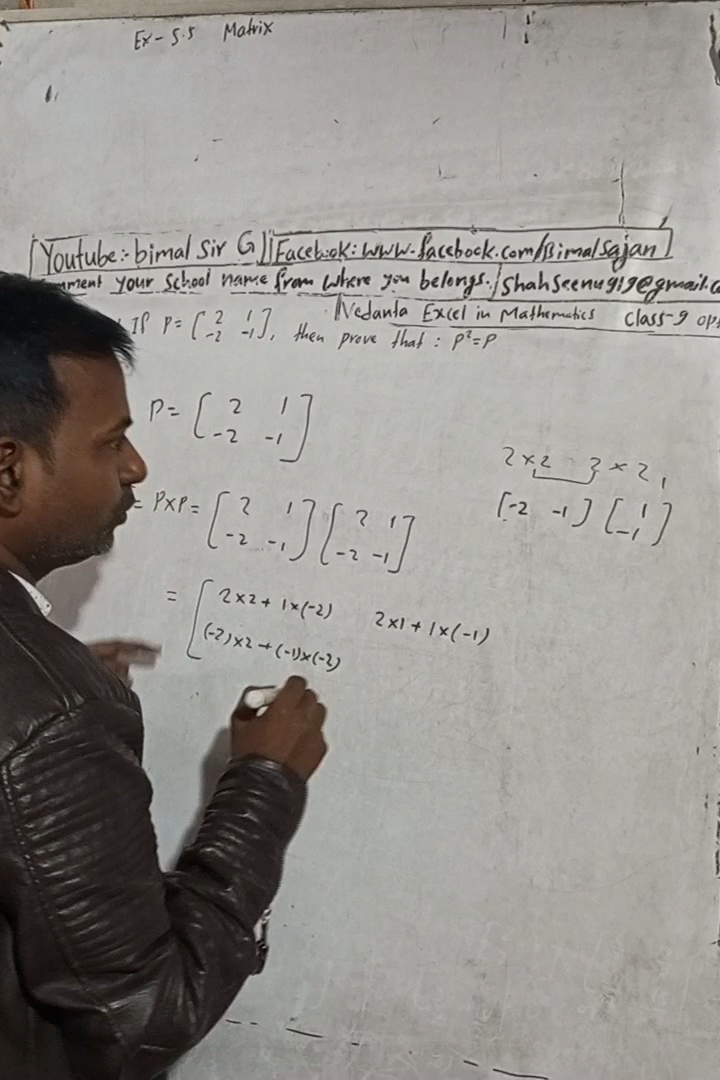 Ex - 5.5 Matrix
Youtube:- bimal Sir G || Facebook: www.facebook.com/Bimalsajan
your School name from where you belongs. / Shahseenu919@gmail.c
|| Vedanta Excel in Mathematics Class-9 op
If P = [2 1 -2 -1], then prove that : P² = P
P = [2 1
-2 -1]
2×2 2×2,
= P×P = [2 1 [2 1 [-2 -1] [1
-2 -1] -2 -1] -1]
= [2×2 + 1×(-2) 2×1 + 1×(-1)
(-2)×2 + (-1)×(-2)